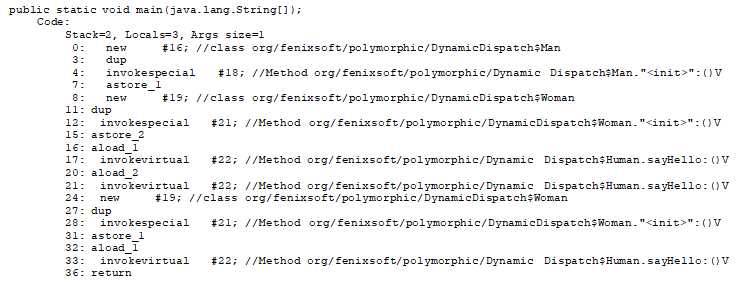 public static void main(java.lang.String[]);
Code:
Stack=2, Locals=3, Args size=1
0: new #16; //class org/fenixsoft/polymorphic/DynamicDispatch$Man
3: dup
4: invokespecial #18; //Method org/fenixsoft/polymorphic/Dynamic Dispatch$Man."<init>":()V
7: astore_1
8: new #19; //class org/fenixsoft/polymorphic/DynamicDispatch$Woman
11: dup
12: invokespecial #21; //Method org/fenixsoft/polymorphic/DynamicDispatch$Woman."<init>":()V
15: astore_2
16: aload_1
17: invokevirtual #22; //Method org/fenixsoft/polymorphic/Dynamic Dispatch$Human.sayHello:()V
20: aload_2
21: invokevirtual #22; //Method org/fenixsoft/polymorphic/Dynamic Dispatch$Human.sayHello:()V
24: new #19; //class org/fenixsoft/polymorphic/DynamicDispatch$Woman
27: dup
28: invokespecial #21; //Method org/fenixsoft/polymorphic/DynamicDispatch$Woman."<init>":()V
31: astore_1
32: aload_1
33: invokevirtual #22; //Method org/fenixsoft/polymorphic/Dynamic Dispatch$Human.sayHello:()V
36: return